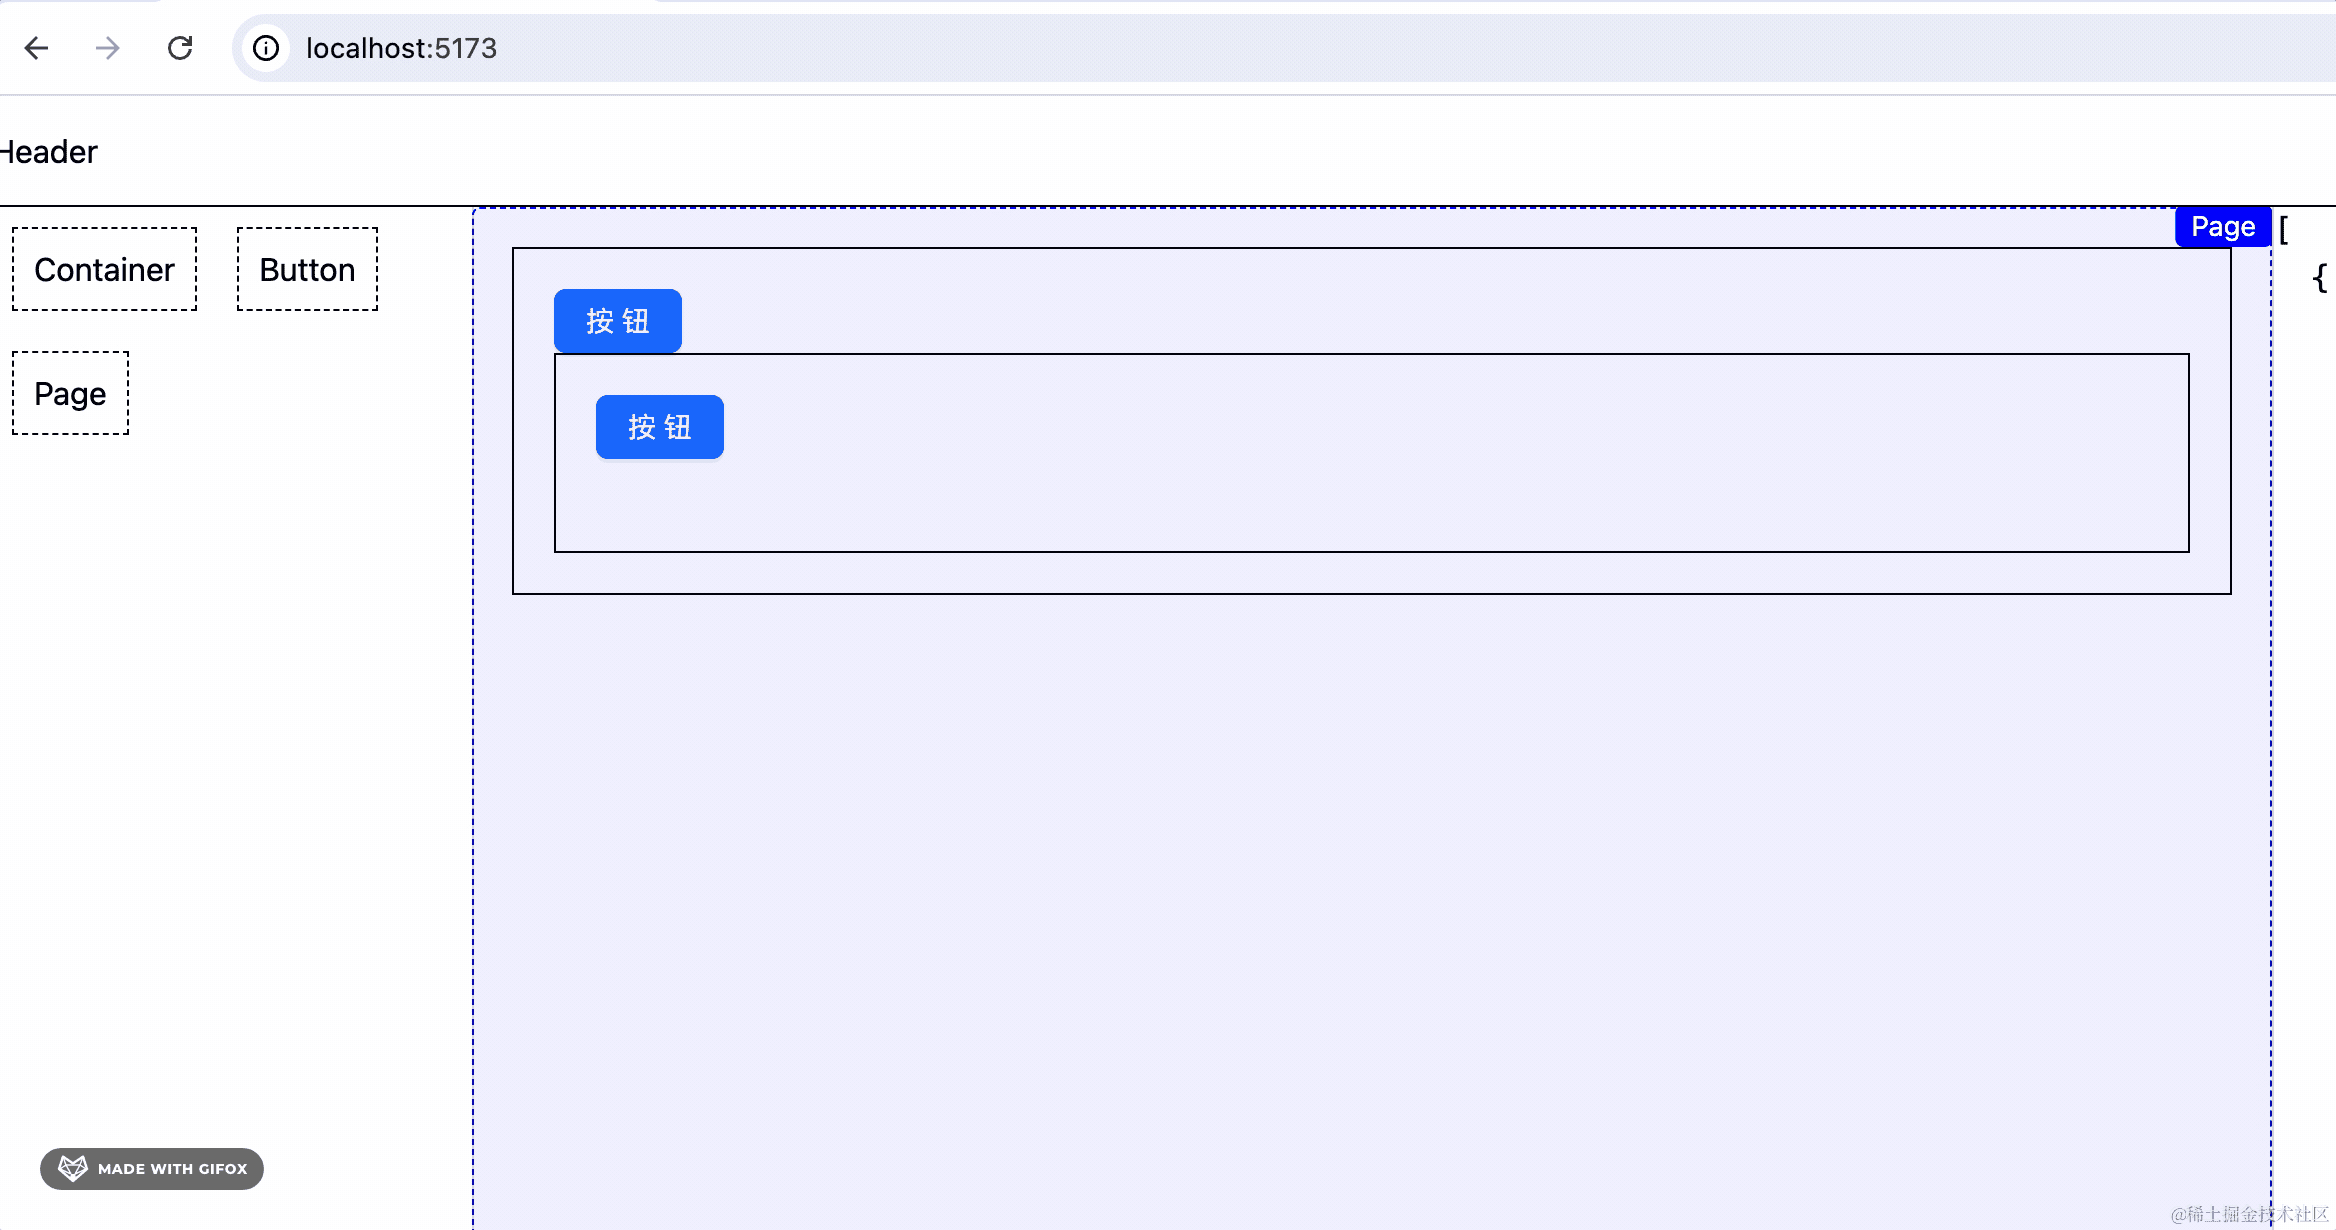 localhost:5173
Header
Container
Button
Page
Page
[
{
按 钮
按 钮
MADE WITH GIFOX
@稀土掘金技术社区